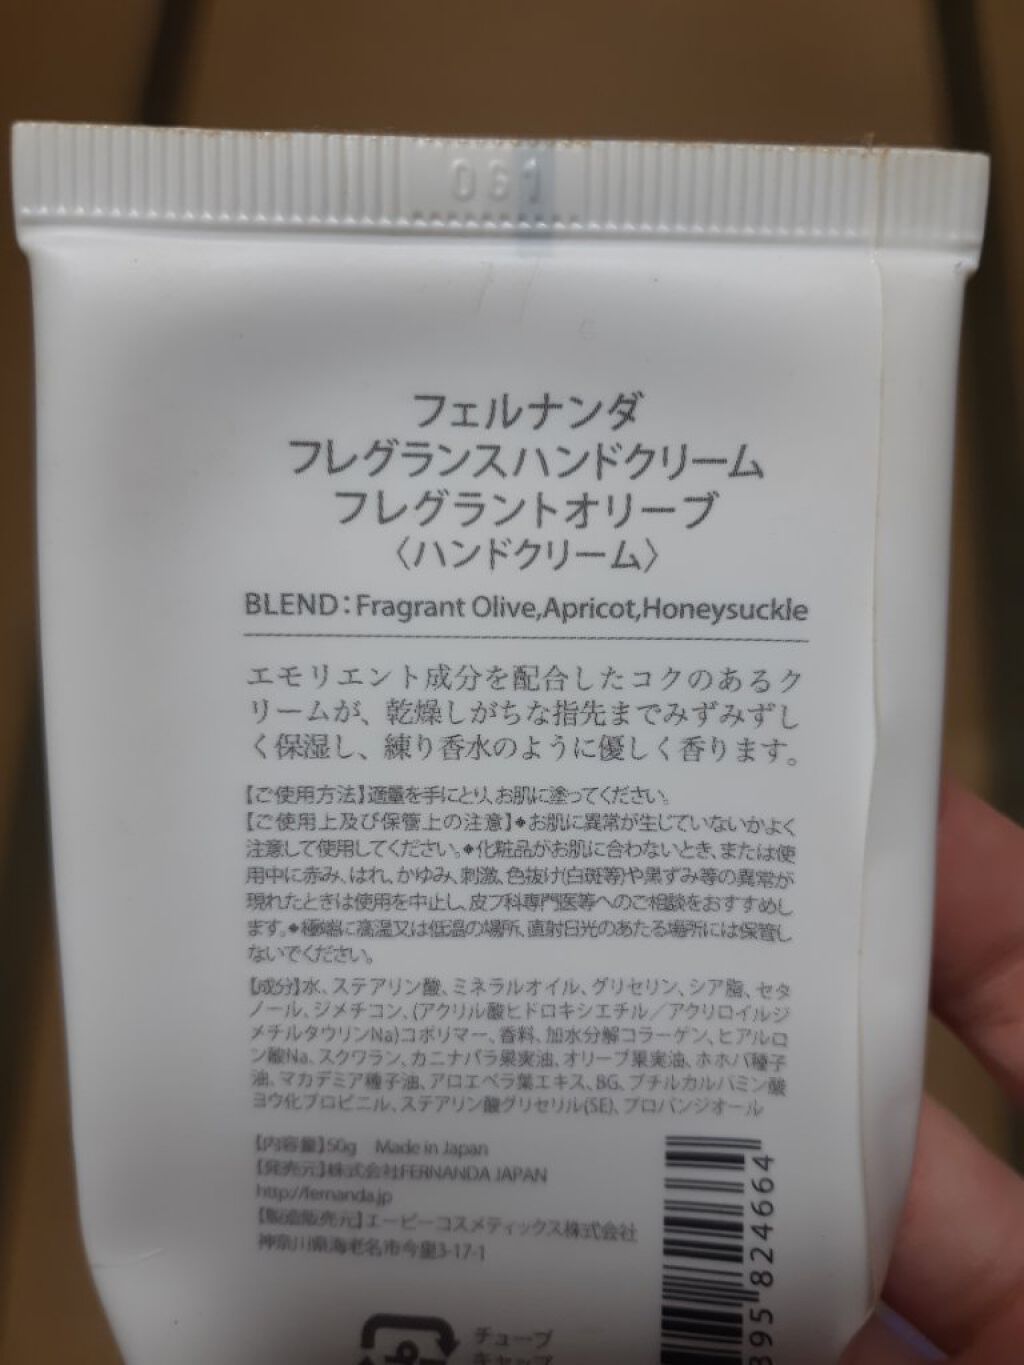 061
フェルナンダ
フレグランスハンドクリーム
フレグラントオリーブ
〈ハンドクリーム〉
BLEND：Fragrant Olive,Apricot,Honeysuckle
エモリエント成分を配合したコクのあるク
リームが、乾燥しがちな指先までみずみずし
く保湿し、練り香水のように優しく香ります。
【ご使用方法】適量を手にとり、お肌に塗ってください。
【ご使用上及び保管上の注意】◆お肌に異常が生じていないかよく
注意して使用してください。◆化粧品がお肌に合わないとき、または使
用中に赤み、はれ、かゆみ、刺激、色抜け(白斑等)や黒ずみ等の異常が
現れたときは使用を中止し、皮フ科専門医等へのご相談をおすすめし
ます。◆極端に高温又は低温の場所、直射日光のあたる場所には保管し
ないでください。
【成分】水、ステアリン酸、ミネラルオイル、グリセリン、シア脂、セタ
ノール、ジメチコン、(アクリル酸ヒドロキシエチル／アクリロイルジ
メチルタウリンNa)コポリマー、香料、加水分解コラーゲン、ヒアルロ
ン酸Na、スクワラン、カニナバラ果実油、オリーブ果実油、ホホバ種子
油、マカデミア種子油、アロエベラ葉エキス、BG、ブチルカルバミン酸
ヨウ化プロピニル、ステアリン酸グリセリル(SE)、プロパンジオール
【内容量】50g Made in Japan
【発売元】株式会社FERNANDA JAPAN
http://fernanda.jp
【製造販売元】エーピーコスメティックス株式会社
神奈川県海老名市今里3-17-1
チューブ
キャップ
895 824664